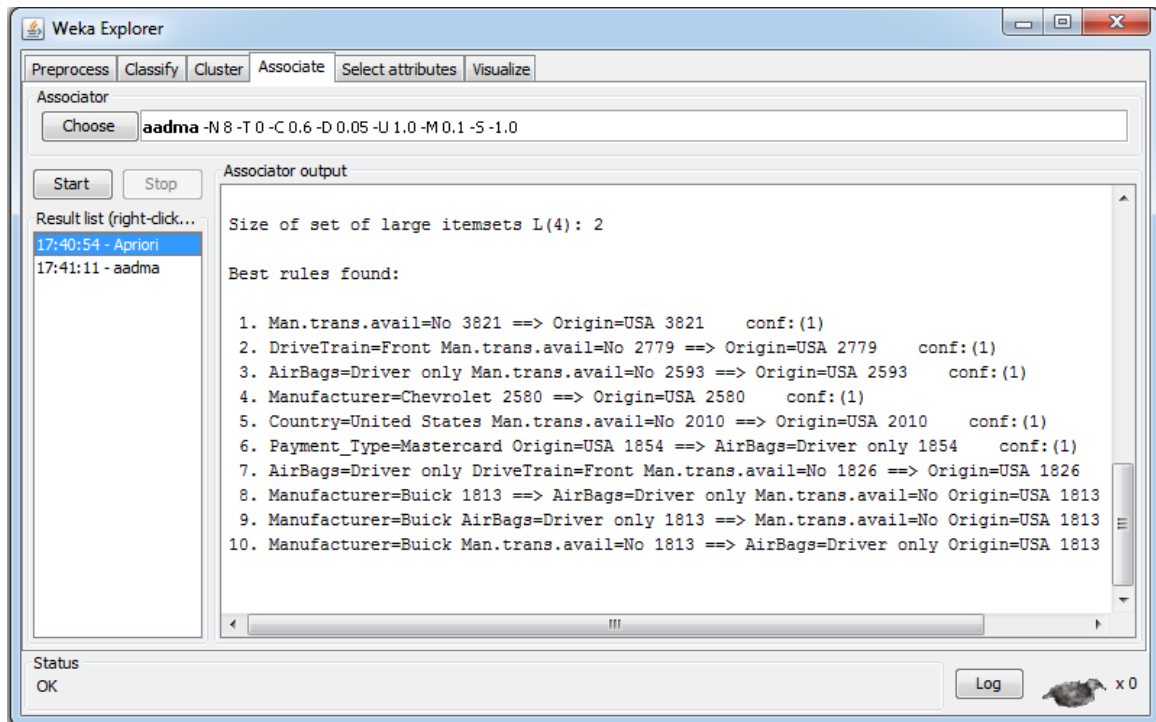 Weka Explorer
Preprocess Classify Cluster Associate Select attributes Visualize
Associator
Choose aadma -N 8 -T 0 -C 0.6 -D 0.05 -U 1.0 -M 0.1 -S -1.0
Start Stop
Result list (right-click...
17:40:54 - Apriori
17:41:11 - aadma
Associator output
Size of set of large itemsets L(4): 2
Best rules found:
1. Man.trans.avail=No 3821 ==> Origin=USA 3821 conf:(1)
2. DriveTrain=Front Man.trans.avail=No 2779 ==> Origin=USA 2779 conf:(1)
3. AirBags=Driver only Man.trans.avail=No 2593 ==> Origin=USA 2593 conf:(1)
4. Manufacturer=Chevrolet 2580 ==> Origin=USA 2580 conf:(1)
5. Country=United States Man.trans.avail=No 2010 ==> Origin=USA 2010 conf:(1)
6. Payment_Type=Mastercard Origin=USA 1854 ==> AirBags=Driver only 1854 conf:(1)
7. AirBags=Driver only DriveTrain=Front Man.trans.avail=No 1826 ==> Origin=USA 1826
8. Manufacturer=Buick 1813 ==> AirBags=Driver only Man.trans.avail=No Origin=USA 1813
9. Manufacturer=Buick AirBags=Driver only 1813 ==> Man.trans.avail=No Origin=USA 1813
10. Manufacturer=Buick Man.trans.avail=No 1813 ==> AirBags=Driver only Origin=USA 1813
Status
OK
Log x 0